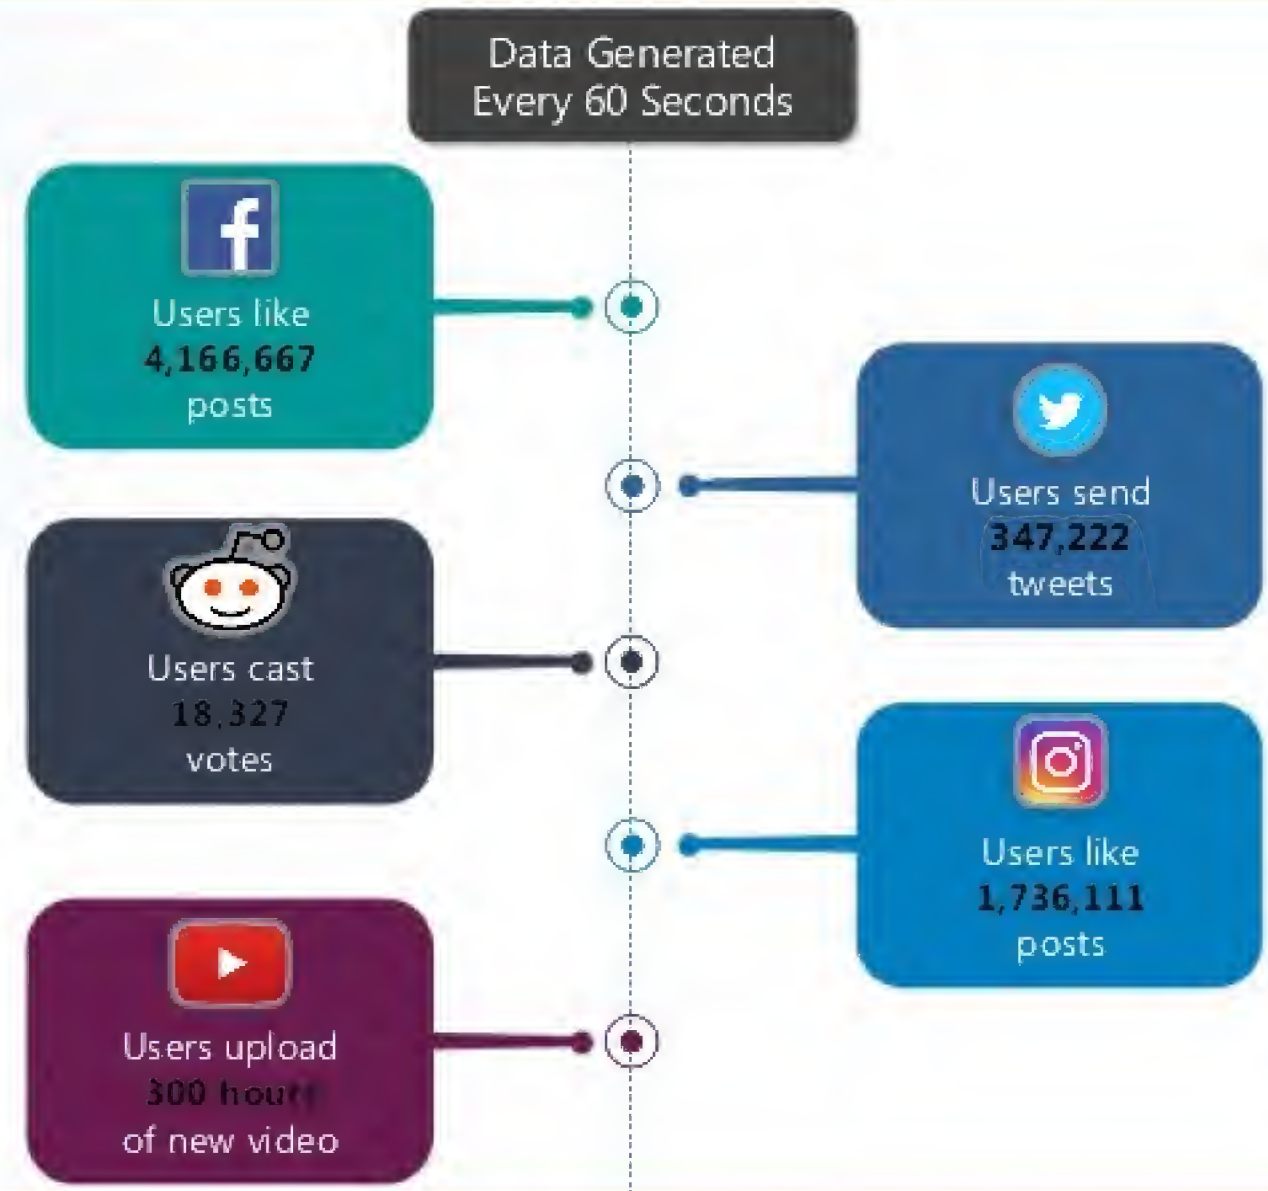 Data Generated
Every 60 Seconds
Users like
4,166,667
posts
Users send
347,222
tweets
Users cast
18,327
votes
Users like
1,736,111
posts
Users upload
300 hours
of new video